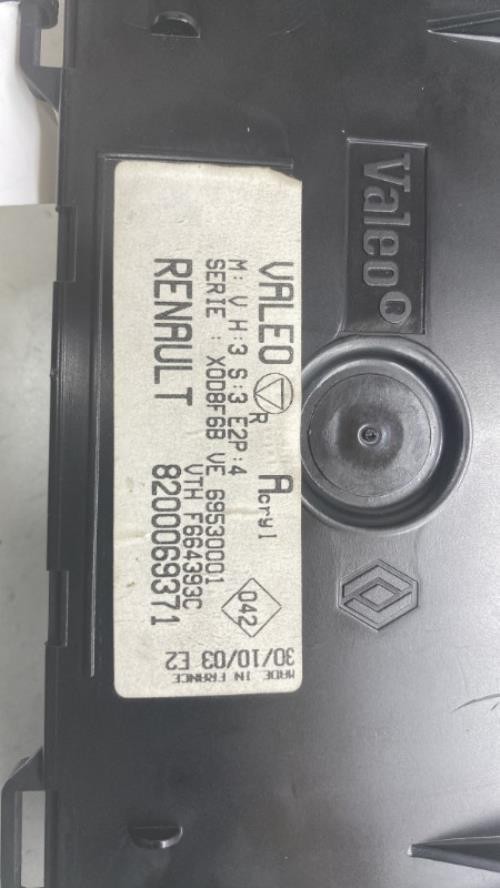 Valeo R
VALEO R Acryl
M: V H:3 S:3 E2P:4
SERIE : X0D8F6B VE 69530001
VTH F664393C
RENAULT 8200069371
042
30/10/03 E2
MADE IN FRANCE